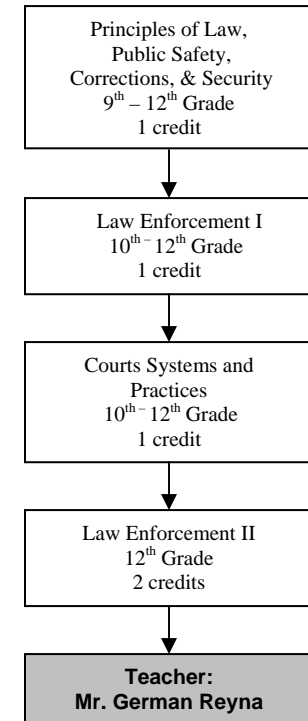 Principles of Law,
Public Safety,
Corrections, & Security
9th – 12th Grade
1 credit
Law Enforcement I
10th – 12th Grade
1 credit
Courts Systems and
Practices
10th – 12th Grade
1 credit
Law Enforcement II
12th Grade
2 credits
Teacher:
Mr. German Reyna